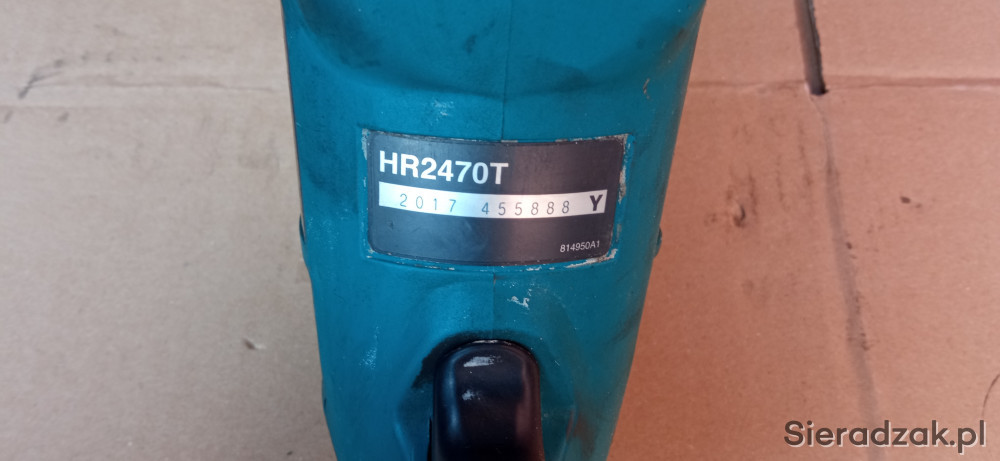 HR2470T
2017 455888 Y
814950A1
Sieradzak.pl